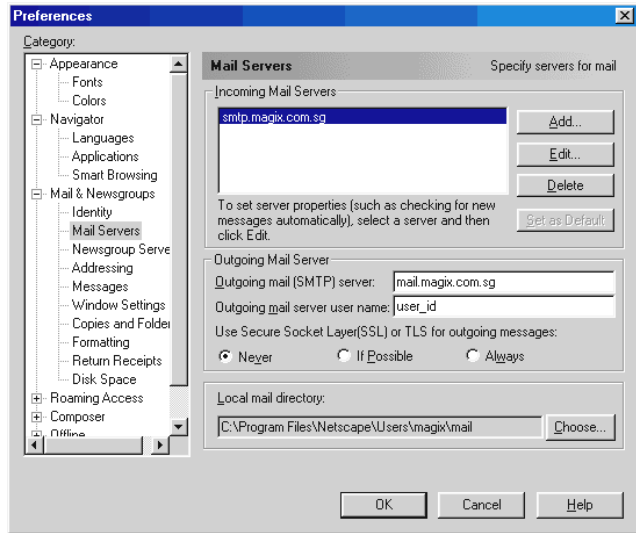 Preferences
Category:
Appearance
Fonts
Colors
Navigator
Languages
Applications
Smart Browsing
Mail & Newsgroups
Identity
Mail Servers
Newsgroup Serve
Addressing
Messages
Window Settings
Copies and Folder
Formatting
Return Receipts
Disk Space
Roaming Access
Composer
Offline
Mail Servers Specify servers for mail
Incoming Mail Servers
smtp.magix.com.sg
Add...
Edit...
Delete
Set as Default
To set server properties (such as checking for new
messages automatically), select a server and then
click Edit.
Outgoing Mail Server
Outgoing mail (SMTP) server: mail.magix.com.sg
Outgoing mail server user name: user_id
Use Secure Socket Layer(SSL) or TLS for outgoing messages:
Never If Possible Always
Local mail directory:
C:\Program Files\Netscape\Users\magix\mail Choose...
OK Cancel Help